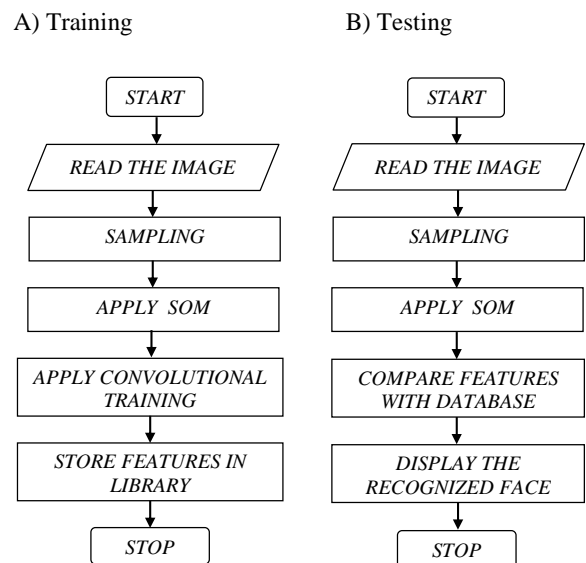 A) Training
START
READ THE IMAGE
SAMPLING
APPLY SOM
APPLY CONVOLUTIONAL
TRAINING
STORE FEATURES IN
LIBRARY
STOP
B) Testing
START
READ THE IMAGE
SAMPLING
APPLY SOM
COMPARE FEATURES
WITH DATABASE
DISPLAY THE
RECOGNIZED FACE
STOP